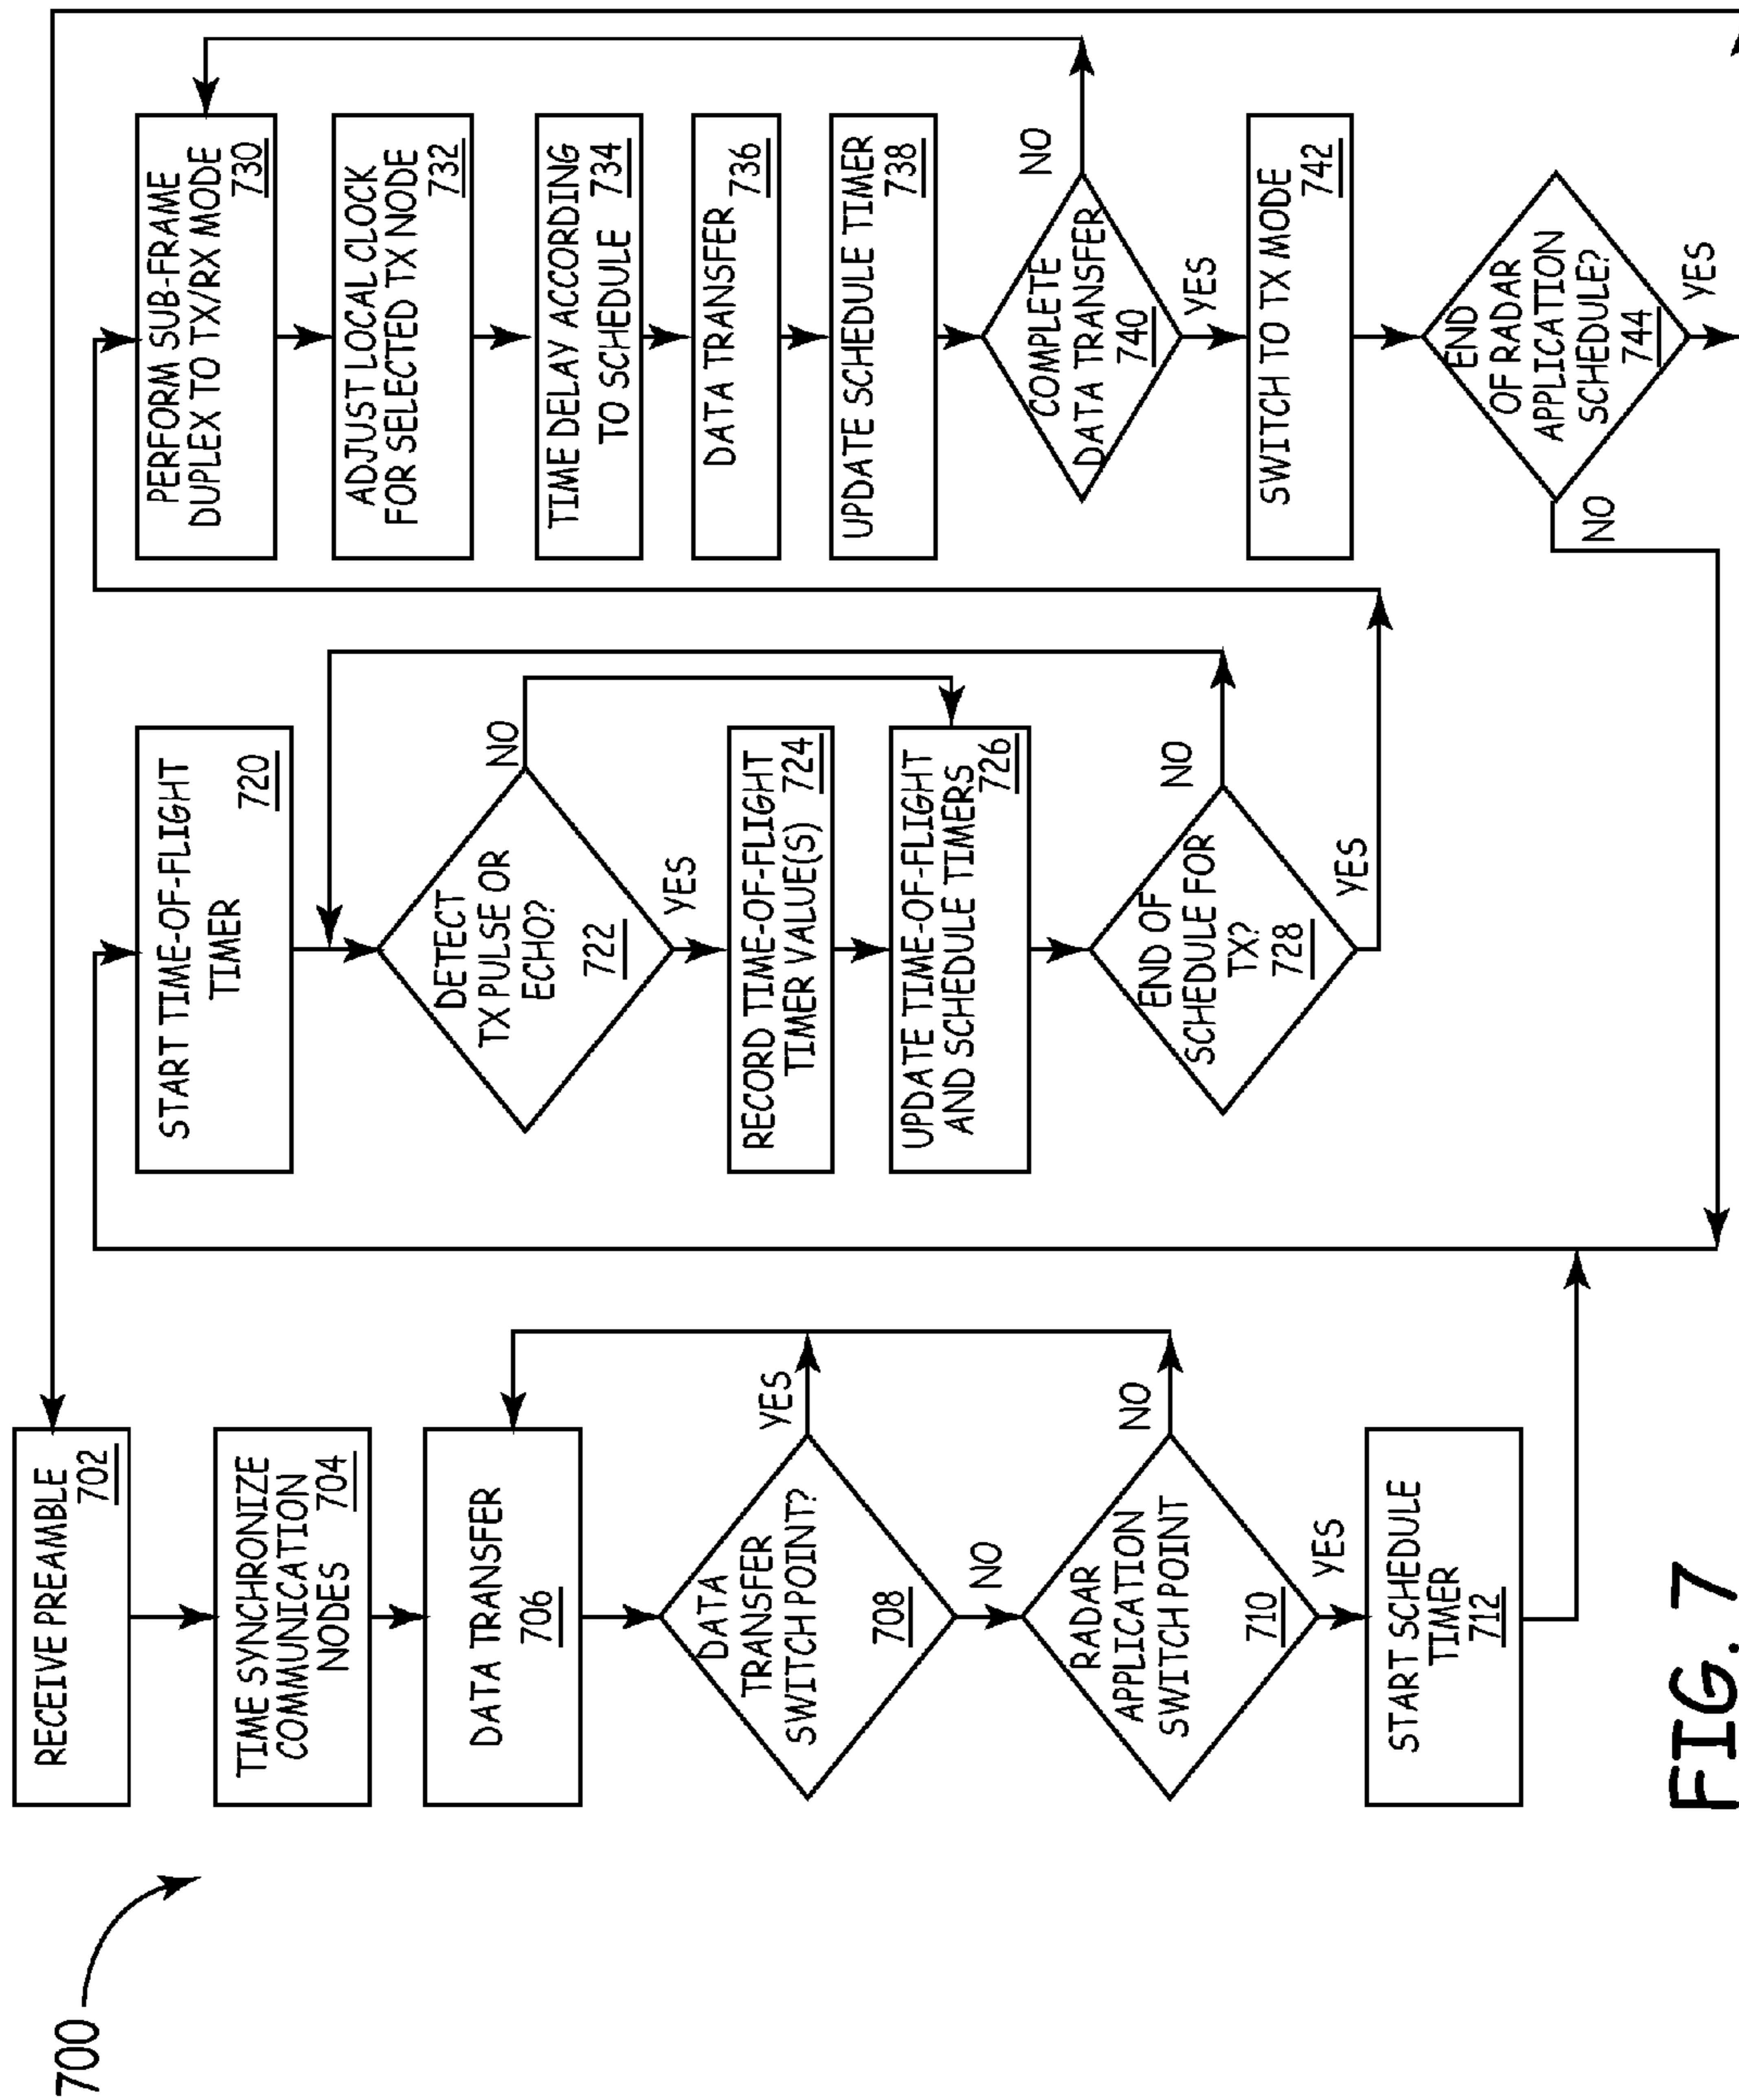 700
RECEIVE PREAMBLE
702
TIME SYNCHRONIZE
COMMUNICATION
NODES 704
DATA TRANSFER
706
DATA
TRANSFER
SWITCH POINT?
708
YES
NO
RADAR
APPLICATION
SWITCH POINT
710
NO
YES
START SCHEDULE
TIMER
712
START TIME-OF-FLIGHT
TIMER 720
DETECT
TX PULSE OR
ECHO?
722
NO
YES
RECORD TIME-OF-FLIGHT
TIMER VALUE(S) 724
UPDATE TIME-OF-FLIGHT
AND SCHEDULE TIMERS
726
END OF
SCHEDULE FOR
TX?
728
NO
YES
PERFORM SUB-FRAME
DUPLEX TO TX/RX MODE
730
ADJUST LOCAL CLOCK
FOR SELECTED TX NODE
732
TIME DELAY ACCORDING
TO SCHEDULE 734
DATA TRANSFER 736
UPDATE SCHEDULE TIMER
738
COMPLETE
DATA TRANSFER
740
NO
YES
SWITCH TO TX MODE
742
END
OF RADAR
APPLICATION
SCHEDULE?
744
NO
YES
FIG. 7